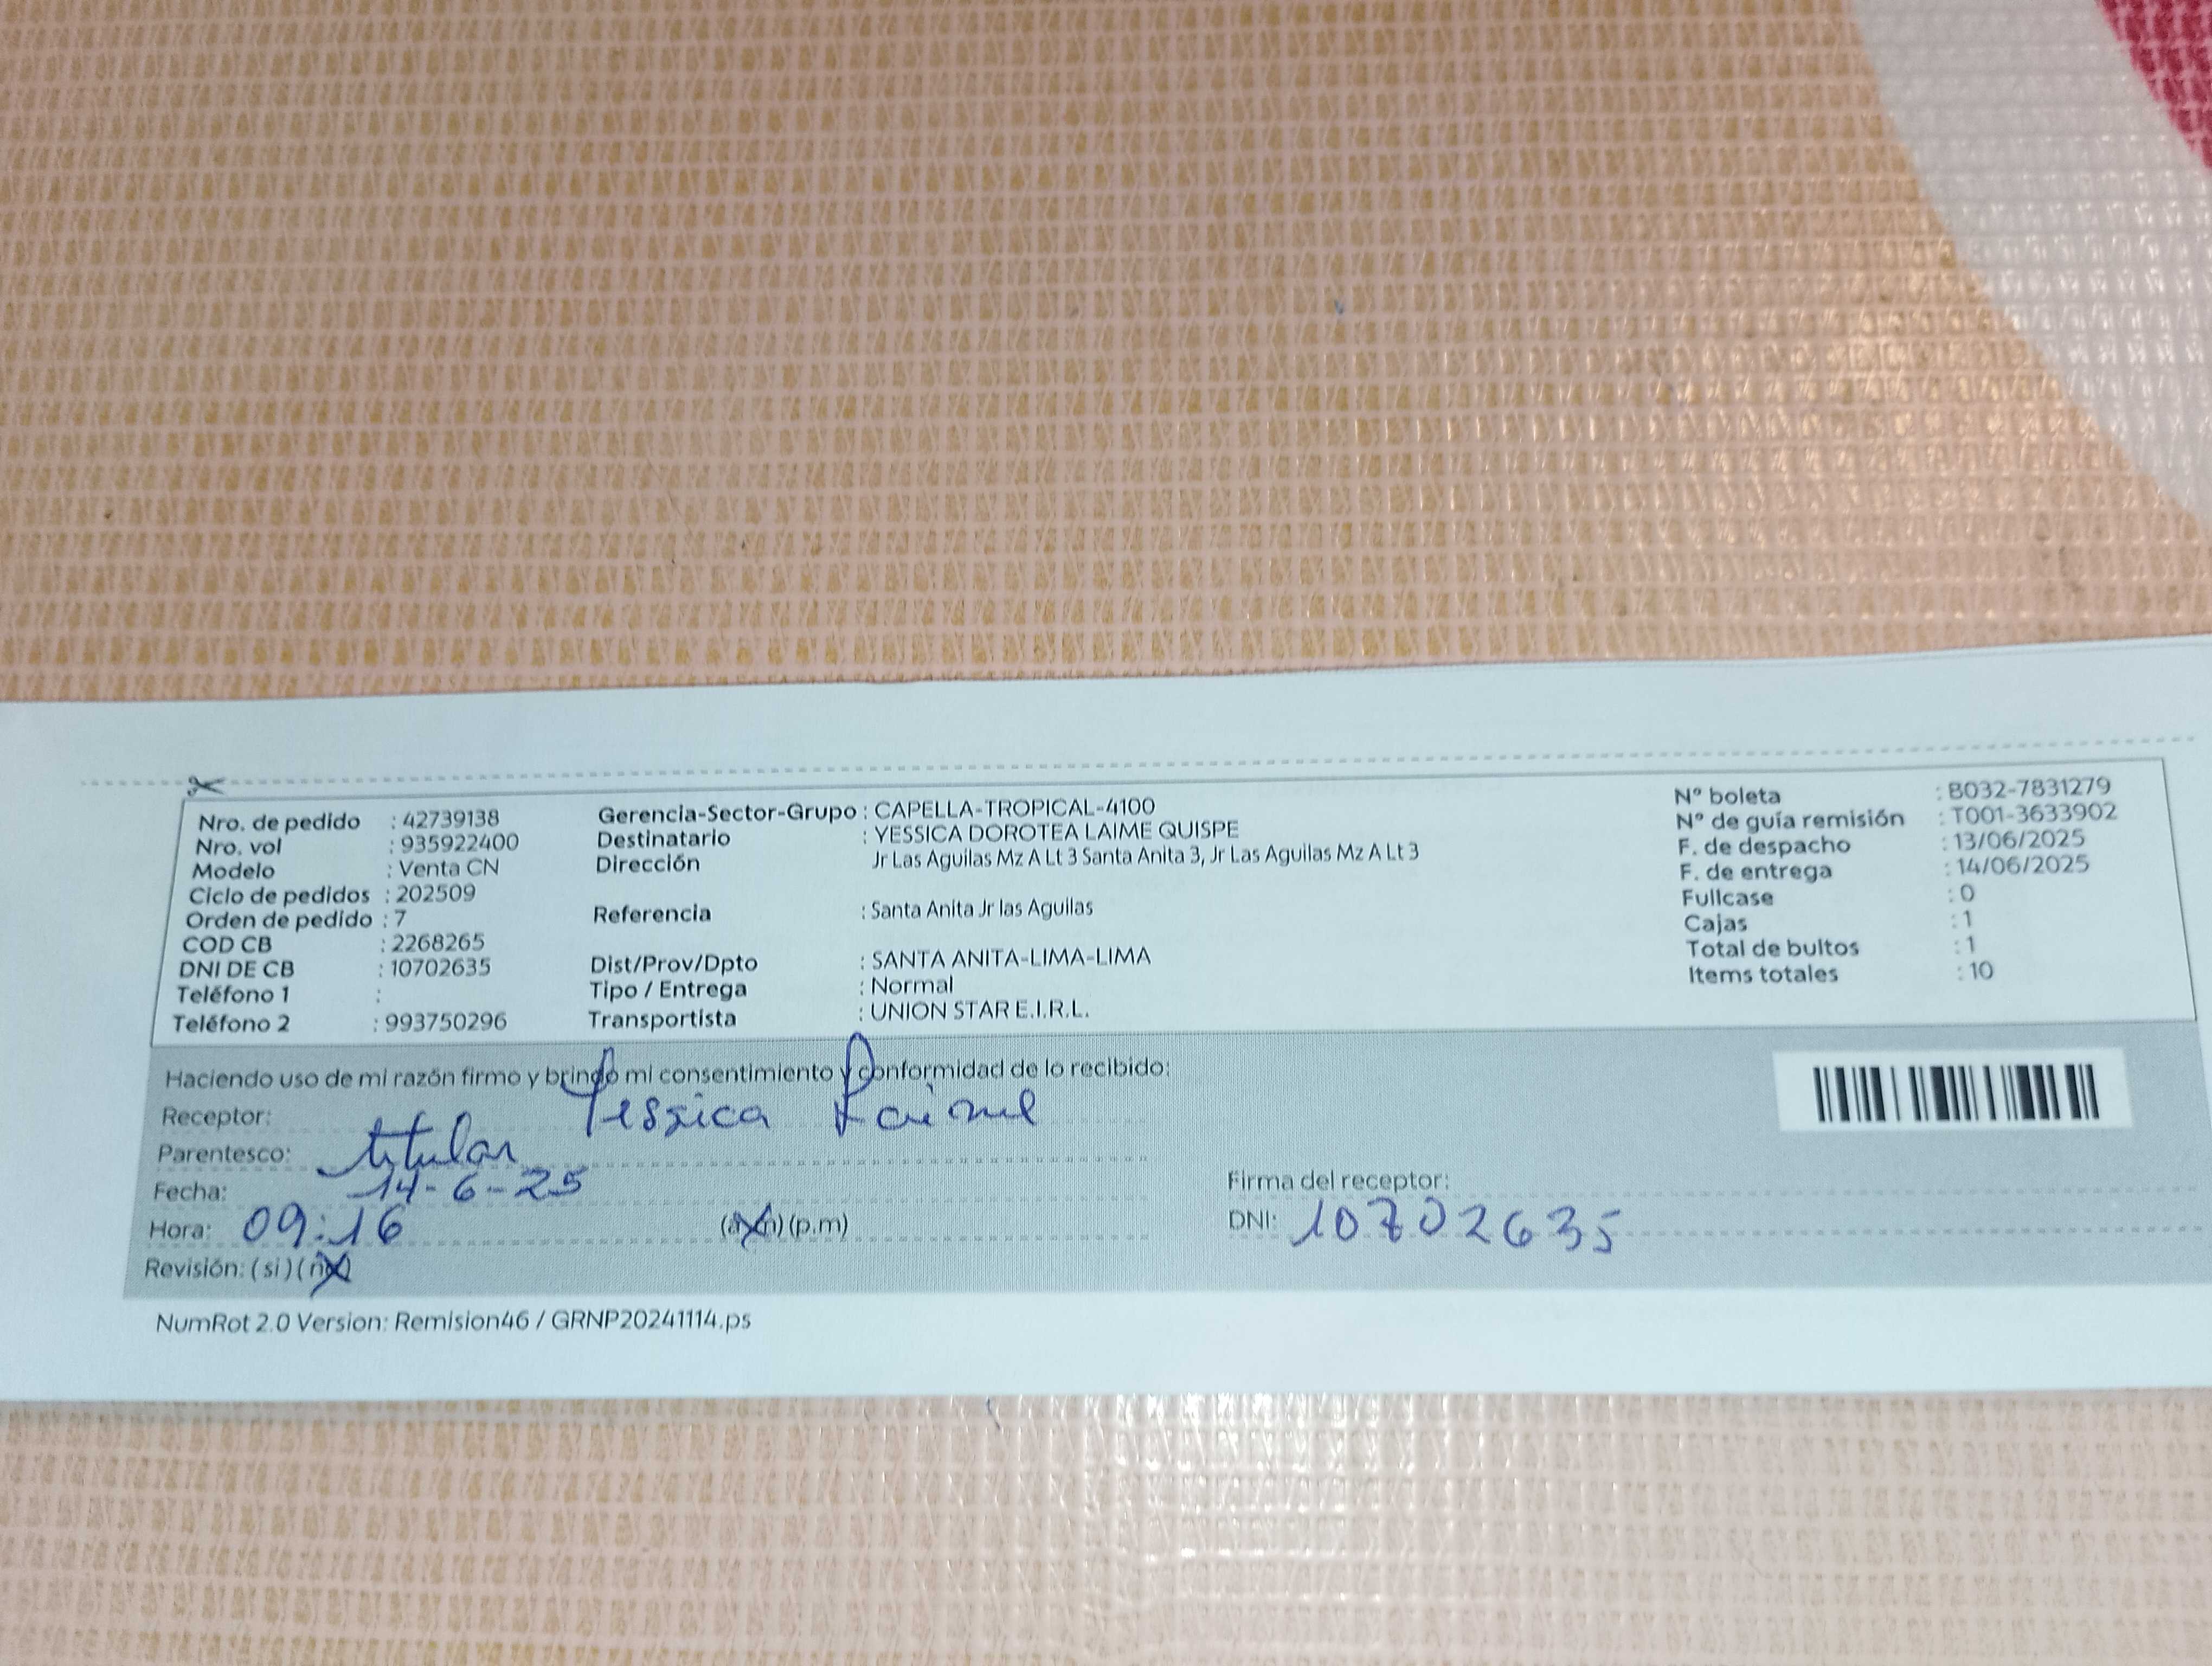 Nro. de pedido : 42739138
Nro. vol : 935922400
Modelo : Venta CN
Ciclo de pedidos : 202509
Orden de pedido : 7
COD CB : 2268265
DNI DE CB : 10702635
Teléfono 1 :
Teléfono 2 : 993750296
Gerencia-Sector-Grupo : CAPELLA-TROPICAL-4100
Destinatario : YESSICA DOROTEA LAIME QUISPE
Dirección Jr Las Aguilas Mz A Lt 3 Santa Anita 3, Jr Las Aguilas Mz A Lt 3
Referencia : Santa Anita Jr las Aguilas
Dist/Prov/Dpto : SANTA ANITA-LIMA-LIMA
Tipo / Entrega : Normal
Transportista : UNION STAR E.I.R.L.
N° boleta : B032-7831279
N° de guía remisión : T001-3633902
F. de despacho : 13/06/2025
F. de entrega : 14/06/2025
Fullcase : 0
Cajas : 1
Total de bultos : 1
Items totales : 10
Haciendo uso de mi razón firmo y brindo mi consentimiento y conformidad de lo recibido:
Receptor: Yessica Laime
Parentesco: titular
Fecha: 14-6-25
Hora: 09:16 (a.m) (p.m)
Revisión: ( si ) ( no )
Firma del receptor:
DNI: 10702635
NumRot 2.0 Version: Remision46 / GRNP20241114.ps